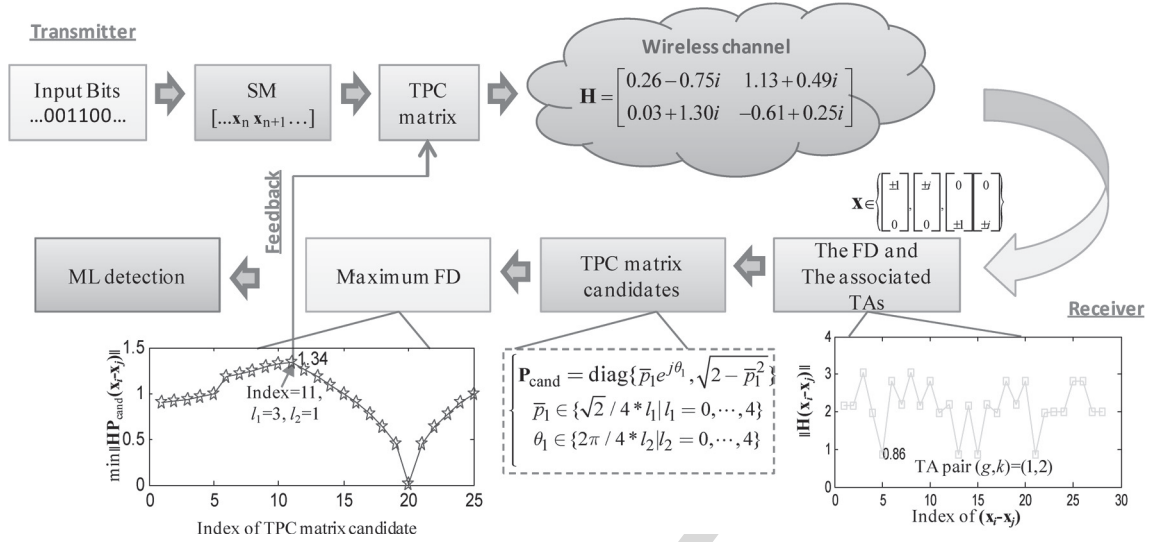 Transmitter
Input Bits
...001100...
SM
[...xn xn+1...]
TPC
matrix
Wireless channel
H = [0.26−0.75i 1.13+0.49i
0.03+1.30i −0.61+0.25i]
x∈{[±1 0], [±i 0], [0 ±1] [0 ±i]}
Feedback
ML detection
Maximum FD
TPC matrix
candidates
The FD and
The associated
TAs
Receiver
min||HPcand(xi-xj)||
1.5
1
0.5
0
1.34
Index=11,
l1=3, l2=1
0 5 10 15 20 25
Index of TPC matrix candidate
Pcand = diag{p̄1e^jθ1, √(2 − p̄1^2)}
p̄1 ∈ {√2 / 4 * l1 | l1 = 0,⋯,4}
θ1 ∈ {2π / 4 * l2 | l2 = 0,⋯,4}
||H(xi-xj)||
4
3
2
1
0
0.86
TA pair (g,k)=(1,2)
0 5 10 15 20 25 30
Index of (xi-xj)